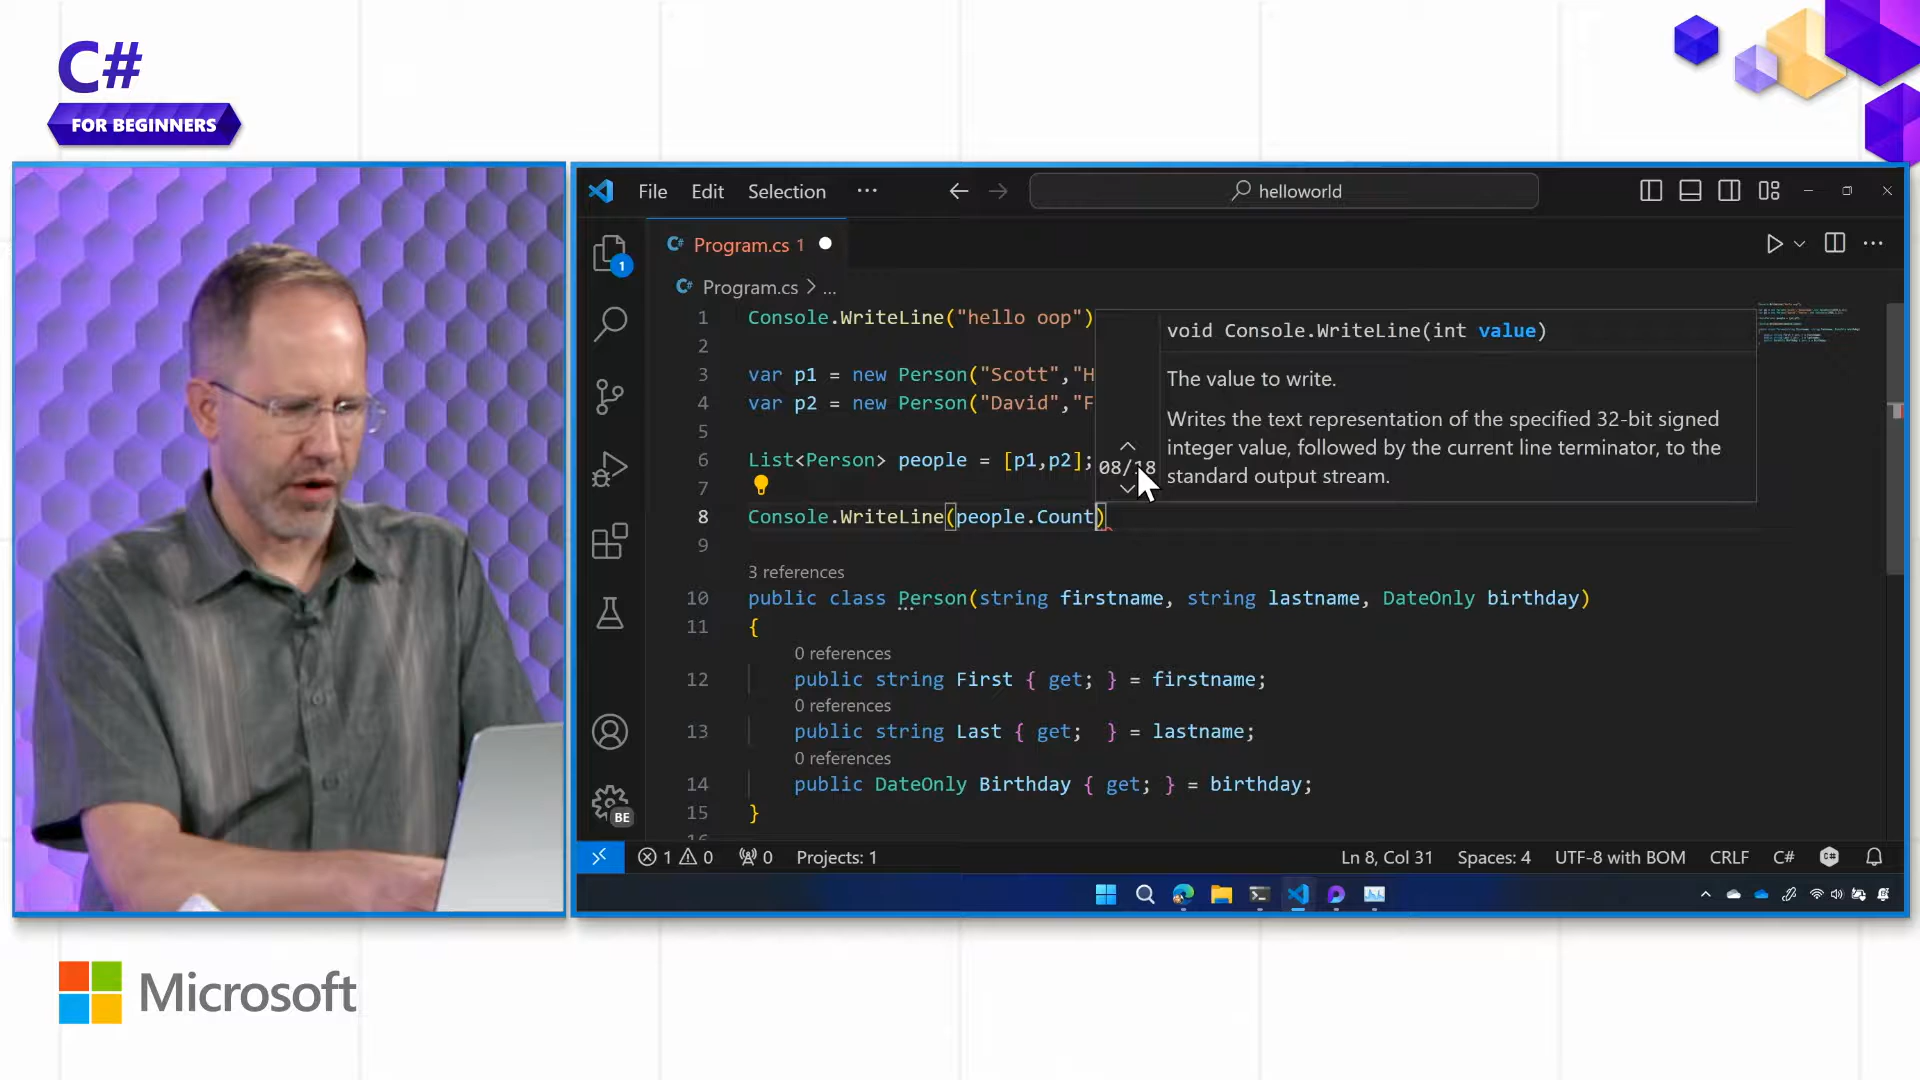 C#
FOR BEGINNERS
File Edit Selection ··· helloworld
Program.cs 1
1
Program.cs > ...
1 Console.WriteLine("hello oop")
2
3 var p1 = new Person("Scott","H
4 var p2 = new Person("David","F
5
6 List<Person> people = [p1,p2];
7
8 Console.WriteLine(people.Count)
9
void Console.WriteLine(int value)
The value to write.
08/18
Writes the text representation of the specified 32-bit signed
integer value, followed by the current line terminator, to the
standard output stream.
3 references
10 public class Person(string firstname, string lastname, DateOnly birthday)
11 {
0 references
12 public string First { get; } = firstname;
0 references
13 public string Last { get;  } = lastname;
0 references
14 public DateOnly Birthday { get; } = birthday;
15 }
BE
1 0 0 Projects: 1 Ln 8, Col 31 Spaces: 4 UTF-8 with BOM CRLF C#
Microsoft